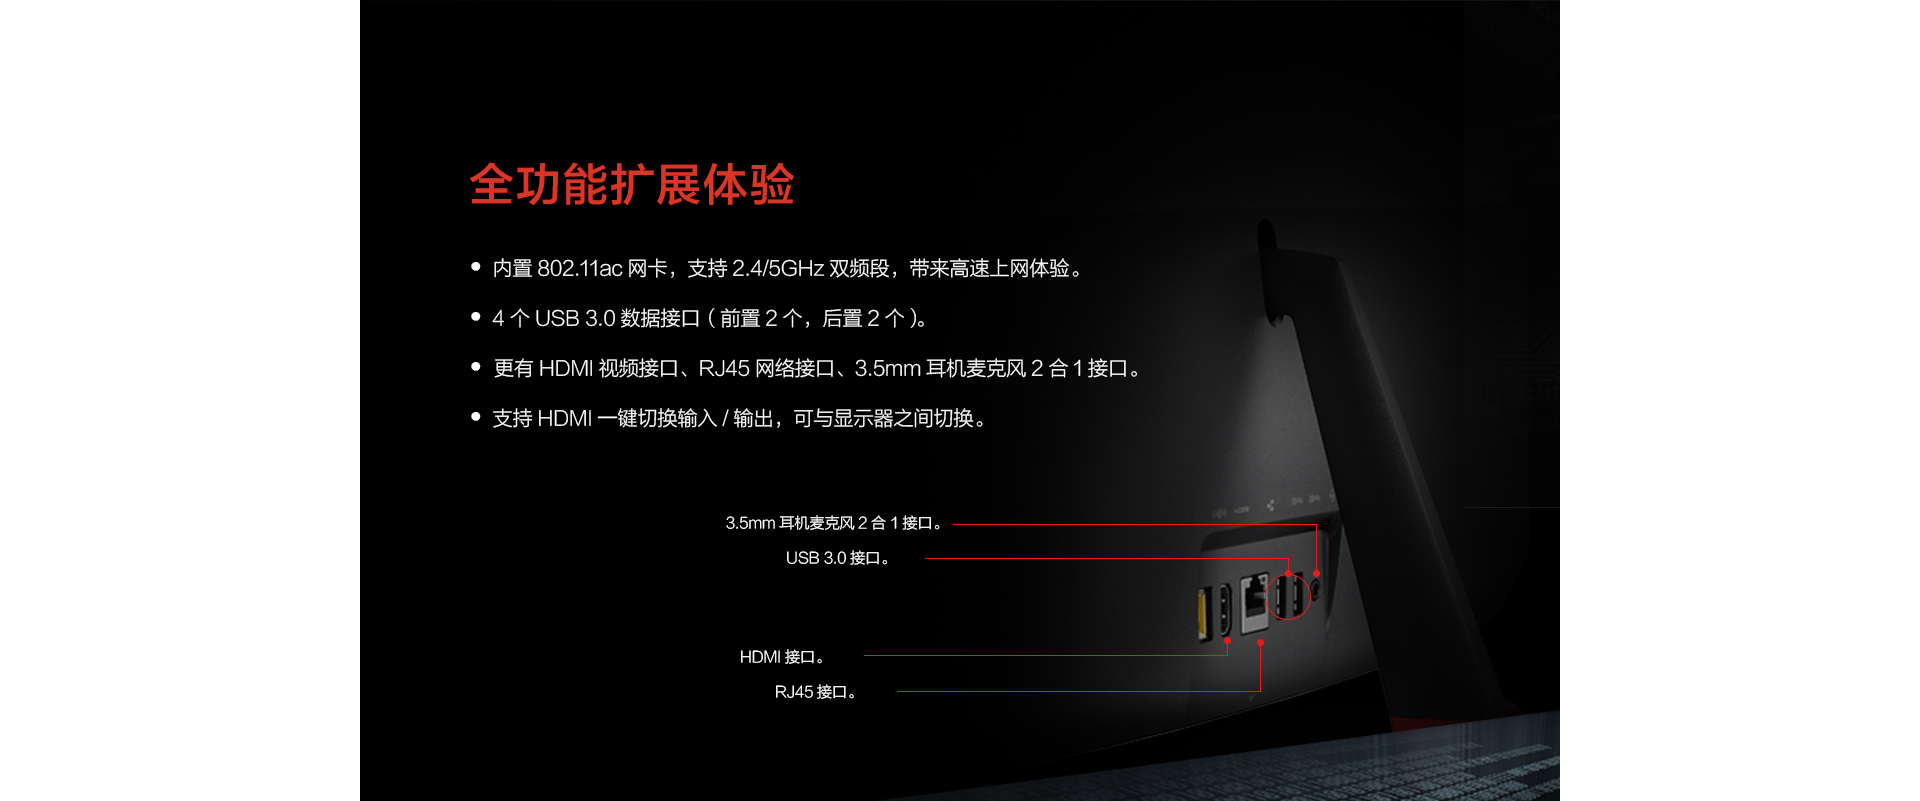 全功能扩展体验
● 内置 802.11ac 网卡，支持 2.4/5GHz 双频段，带来高速上网体验。
● 4 个 USB 3.0 数据接口（前置 2 个，后置 2 个）。
● 更有 HDMI 视频接口、RJ45 网络接口、3.5mm 耳机麦克风 2 合 1 接口。
● 支持 HDMI 一键切换输入 / 输出，可与显示器之间切换。
3.5mm 耳机麦克风 2 合 1 接口。
USB 3.0 接口。
HDMI 接口。
RJ45 接口。